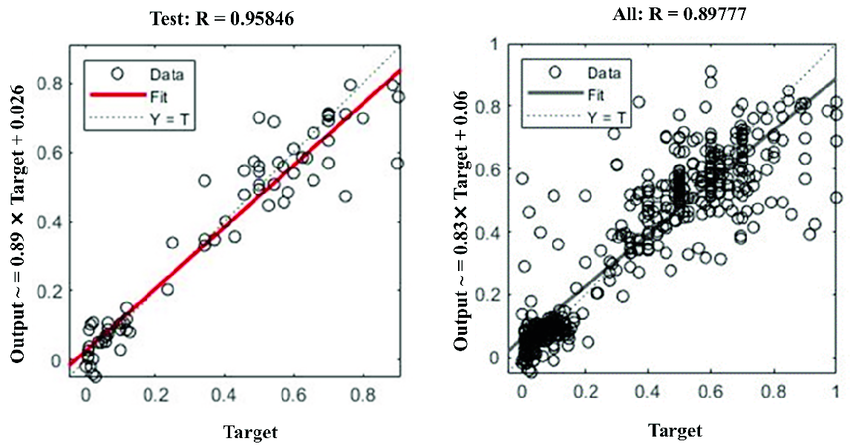 Test: R = 0.95846
Output ~ = 0.89 × Target + 0.026
Data
Fit
Y = T
0.8
0.6
0.4
0.2
0
0
0.2
0.4
0.6
0.8
Target
All: R = 0.89777
Output ~ = 0.83× Target + 0.06
Data
Fit
Y = T
1
0.8
0.6
0.4
0.2
0
0
0.2
0.4
0.6
0.8
1
Target